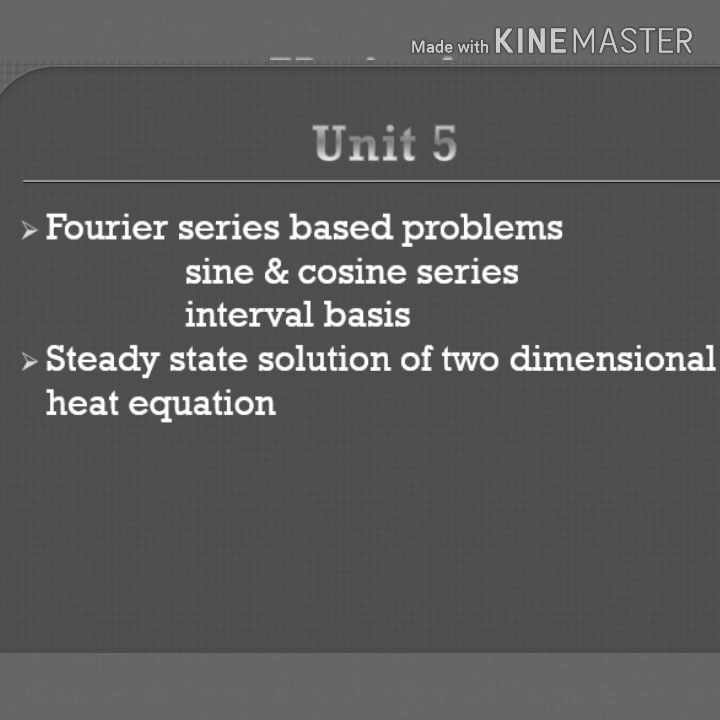 Made with KINEMASTER
Unit 5
Fourier series based problems
sine & cosine series
interval basis
Steady state solution of two dimensional
heat equation